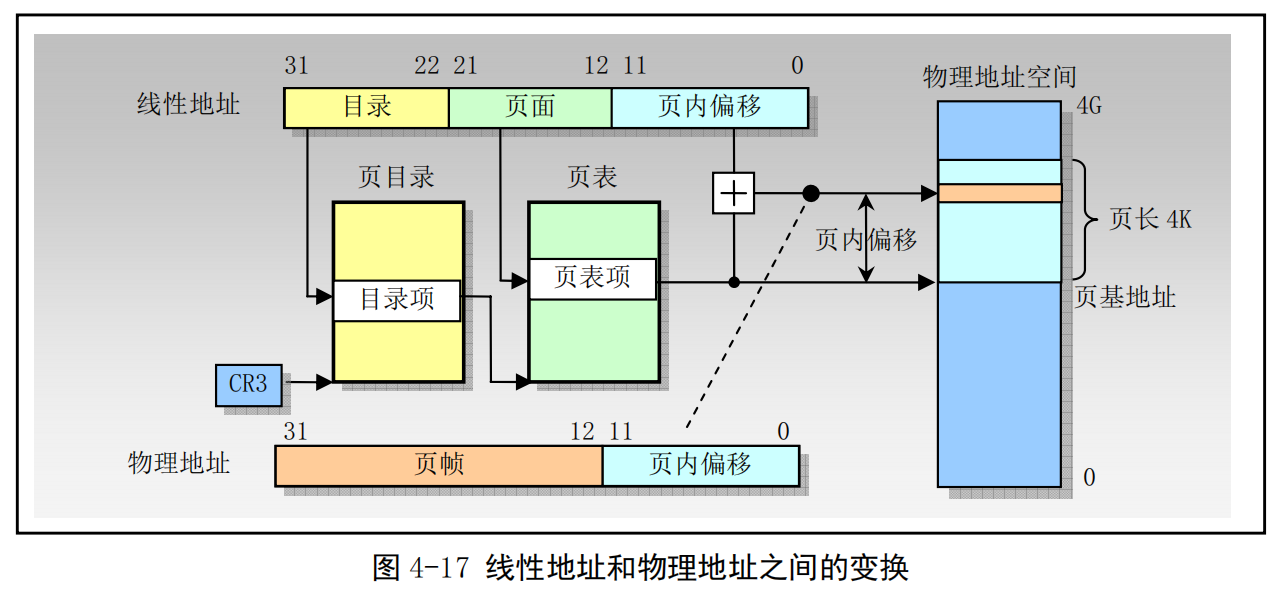 31 22 21 12 11 0
线性地址 目录 页面 页内偏移
物理地址空间
4G
页目录 页表
目录项 页表项
页内偏移
页长 4K
页基地址
CR3
31 12 11 0
物理地址 页帧 页内偏移
0
图 4-17 线性地址和物理地址之间的变换